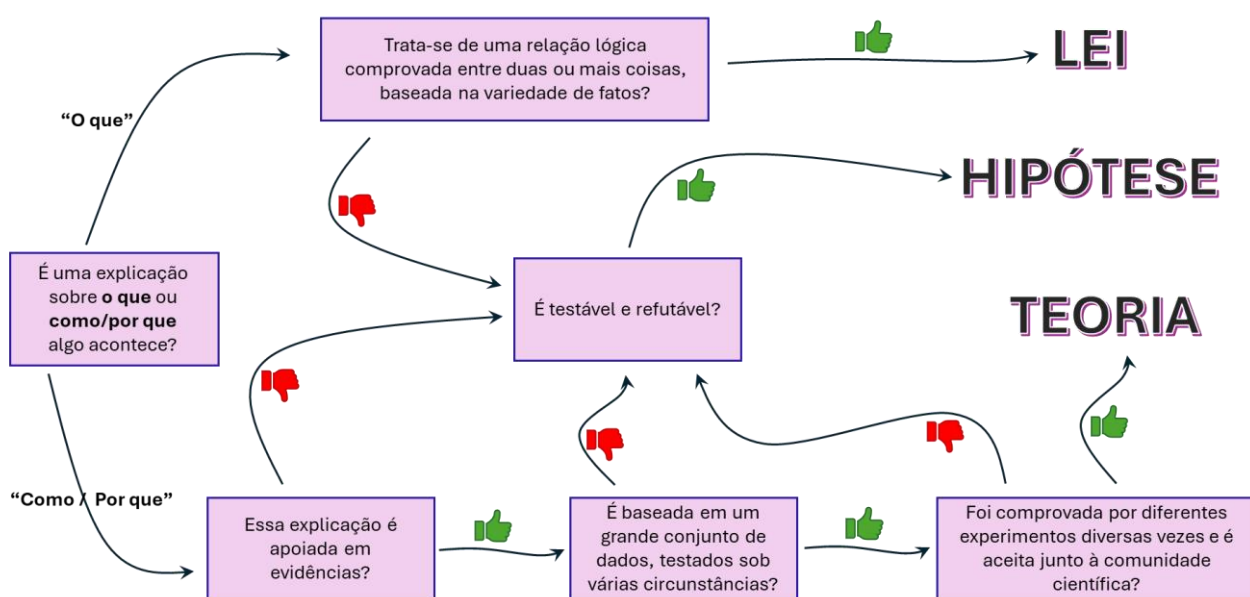 Trata-se de uma relação lógica
comprovada entre duas ou mais coisas,
baseada na variedade de fatos?
LEI
“O que”
HIPÓTESE
É uma explicação
sobre o que ou
como/por que
algo acontece?
É testável e refutável?
TEORIA
“Como / Por que”
Essa explicação é
apoiada em
evidências?
É baseada em um
grande conjunto de
dados, testados sob
várias circunstâncias?
Foi comprovada por diferentes
experimentos diversas vezes e é
aceita junto à comunidade
científica?